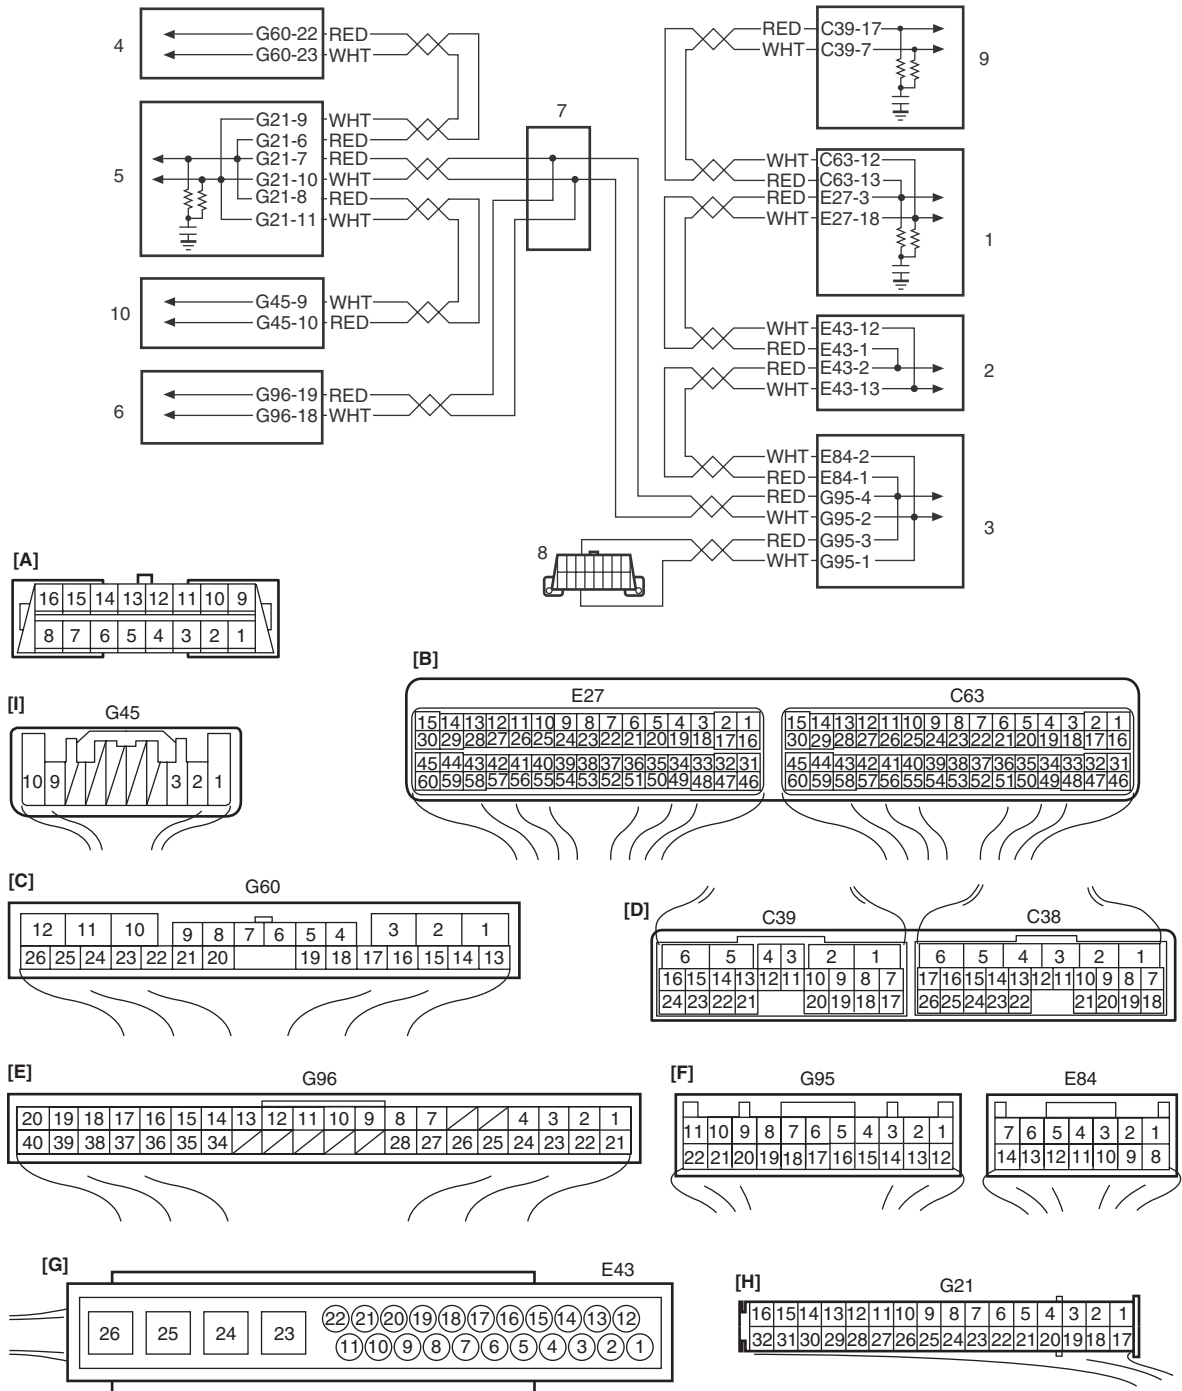 4
G60-22 RED
G60-23 WHT
G21-9 WHT
G21-6 RED
G21-7 RED
5
G21-10 WHT
G21-8 RED
G21-11 WHT
G45-9 WHT
10
G45-10 RED
G96-19 RED
6
G96-18 WHT
7
RED C39-17
WHT C39-7
9
WHT C63-12
RED C63-13
RED E27-3
WHT E27-18
1
WHT E43-12
RED E43-1
RED E43-2
2
WHT E43-13
WHT E84-2
RED E84-1
RED G95-4
WHT G95-2
3
RED G95-3
WHT G95-1
8
[A]
16 15 14 13 12 11 10 9
8 7 6 5 4 3 2 1
[B]
E27
15 14 13 12 11 10 9 8 7 6 5 4 3 2 1
30 29 28 27 26 25 24 23 22 21 20 19 18 17 16
45 44 43 42 41 40 39 38 37 36 35 34 33 32 31
60 59 58 57 56 55 54 53 52 51 50 49 48 47 46
C63
15 14 13 12 11 10 9 8 7 6 5 4 3 2 1
30 29 28 27 26 25 24 23 22 21 20 19 18 17 16
45 44 43 42 41 40 39 38 37 36 35 34 33 32 31
60 59 58 57 56 55 54 53 52 51 50 49 48 47 46
[I]
G45
10 9 3 2 1
[C]
G60
12 11 10 9 8 7 6 5 4 3 2 1
26 25 24 23 22 21 20 19 18 17 16 15 14 13
[D]
C39
6 5 4 3 2 1
16 15 14 13 12 11 10 9 8 7
24 23 22 21 20 19 18 17
C38
6 5 4 3 2 1
17 16 15 14 13 12 11 10 9 8 7
26 25 24 23 22 21 20 19 18
[E]
G96
20 19 18 17 16 15 14 13 12 11 10 9 8 7 4 3 2 1
40 39 38 37 36 35 34 28 27 26 25 24 23 22 21
[F]
G95
11 10 9 8 7 6 5 4 3 2 1
22 21 20 19 18 17 16 15 14 13 12
E84
7 6 5 4 3 2 1
14 13 12 11 10 9 8
[G]
E43
26 25 24 23
22 21 20 19 18 17 16 15 14 13 12
11 10 9 8 7 6 5 4 3 2 1
[H]
G21
16 15 14 13 12 11 10 9 8 7 6 5 4 3 2 1
32 31 30 29 28 27 26 25 24 23 22 21 20 19 18 17